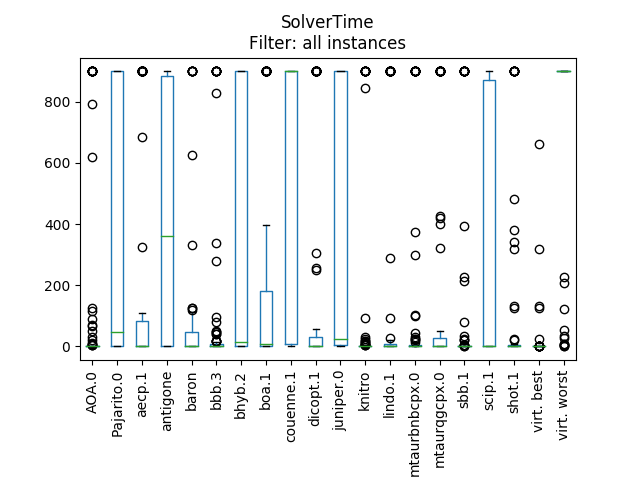 SolverTime
Filter: all instances
800
600
400
200
0
AOA.0
Pajarito.0
aecp.1
antigone
baron
bbb.3
bhyb.2
boa.1
couenne.1
dicopt.1
juniper.0
knitro
lindo.1
mtaurbnbcpx.0
mtaurqgcpx.0
sbb.1
scip.1
shot.1
virt. best
virt. worst